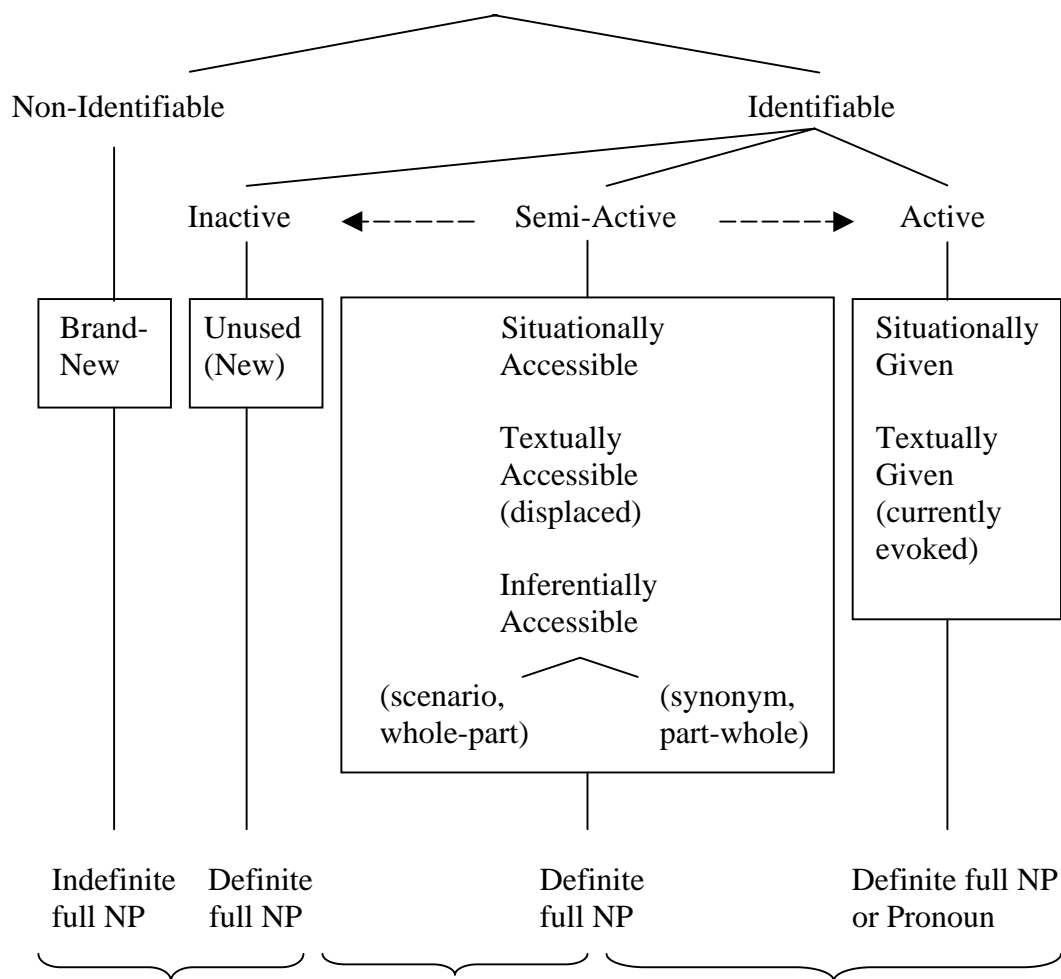 Non-Identifiable Identifiable
Inactive Semi-Active Active
Brand-
New
Unused
(New)
Situationally
Accessible
Textually
Accessible
(displaced)
Inferentially
Accessible
(scenario,
whole-part)
(synonym,
part-whole)
Situationally
Given
Textually
Given
(currently
evoked)
Indefinite
full NP
Definite
full NP
Definite
full NP
Definite full NP
or Pronoun